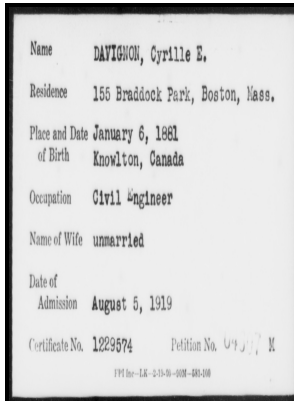 Name DAVIGNON, Cyrille E.
Residence 155 Braddock Park, Boston, Mass.
Place and Date January 6, 1881
of Birth Knowlton, Canada
Occupation Civil Engineer
Name of Wife unmarried
Date of
Admission August 5, 1919
Certificate No. 1229574 Petition No. M